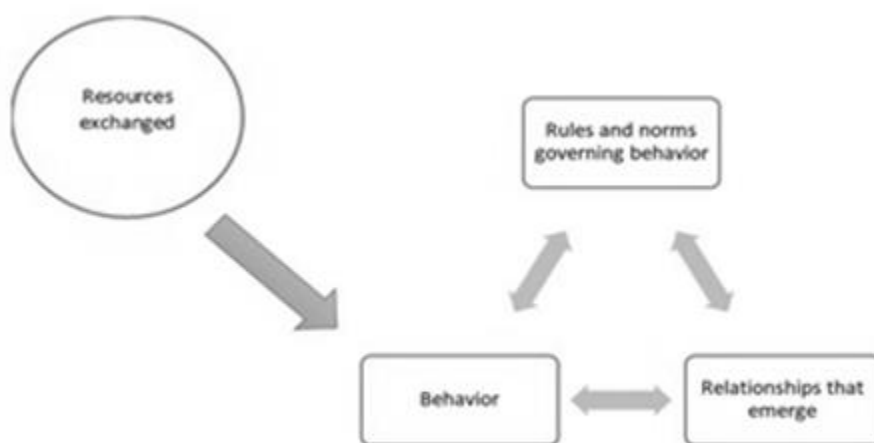 Resources
exchanged
Rules and norms
governing behavior
Behavior
Relationships that
emerge